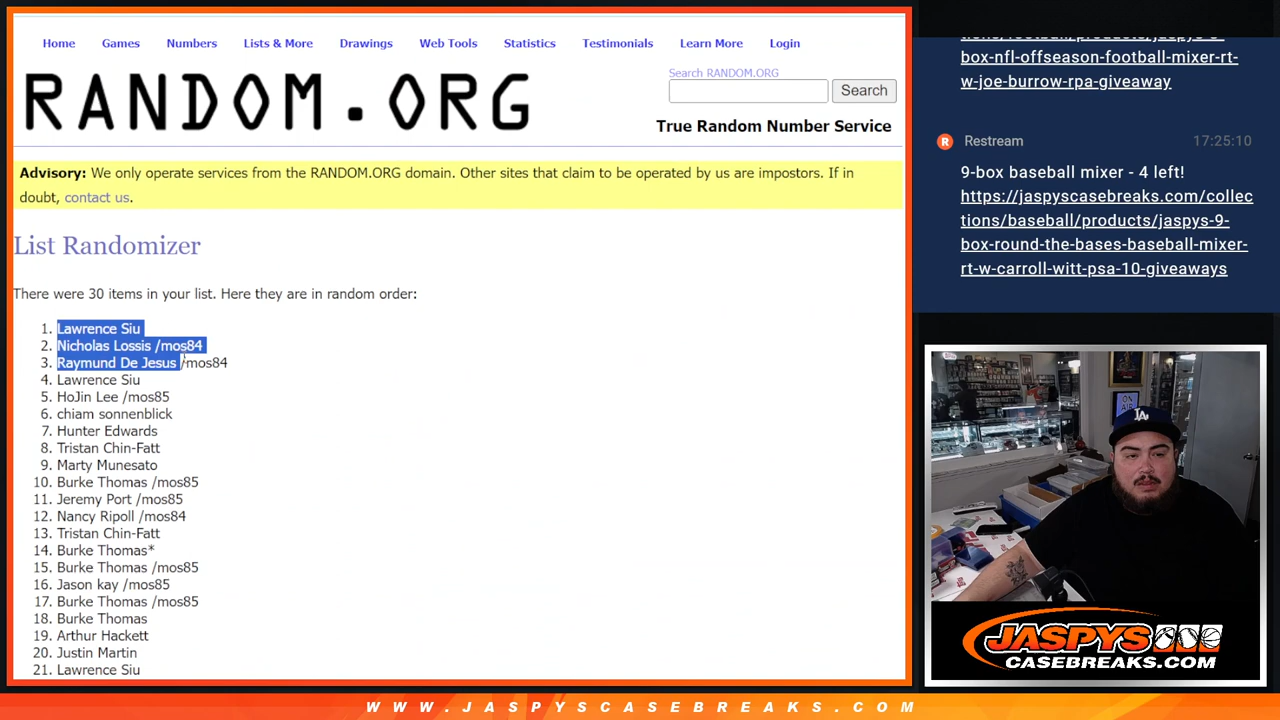 Home Games Numbers Lists & More Drawings Web Tools Statistics Testimonials Learn More Login
RANDOM.ORG
Search RANDOM.ORG
Search
True Random Number Service
Advisory: We only operate services from the RANDOM.ORG domain. Other sites that claim to be operated by us are impostors. If in
doubt, contact us.
List Randomizer
There were 30 items in your list. Here they are in random order:
1. Lawrence Siu
2. Nicholas Lossis /mos84
3. Raymund De Jesus /mos84
4. Lawrence Siu
5. HoJin Lee /mos85
6. chiam sonnenblick
7. Hunter Edwards
8. Tristan Chin-Fatt
9. Marty Munesato
10. Burke Thomas /mos85
11. Jeremy Port /mos85
12. Nancy Ripoll /mos84
13. Tristan Chin-Fatt
14. Burke Thomas*
15. Burke Thomas /mos85
16. Jason kay /mos85
17. Burke Thomas /mos85
18. Burke Thomas
19. Arthur Hackett
20. Justin Martin
21. Lawrence Siu
tions/football/products/jaspys-9-
box-nfl-offseason-football-mixer-rt-
w-joe-burrow-rpa-giveaway
R Restream 17:25:10
9-box baseball mixer - 4 left!
https://jaspyscasebreaks.com/collec
tions/baseball/products/jaspys-9-
box-round-the-bases-baseball-mixer-
rt-w-carroll-witt-psa-10-giveaways
ON
AIR
LA
JASPYS
CASEBREAKS.COM
WWW.JASPYSCASEBREAKS.COM